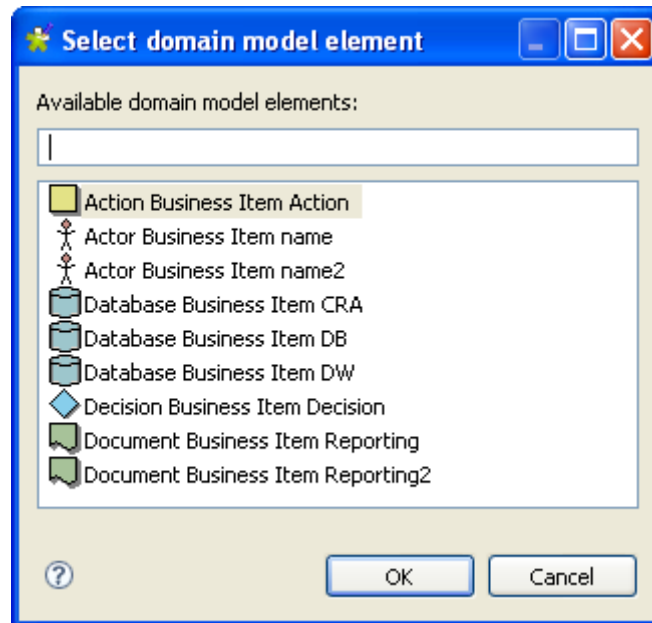 Select domain model element
Available domain model elements:
Action Business Item Action
Actor Business Item name
Actor Business Item name2
Database Business Item CRA
Database Business Item DB
Database Business Item DW
Decision Business Item Decision
Document Business Item Reporting
Document Business Item Reporting2
?
OK Cancel